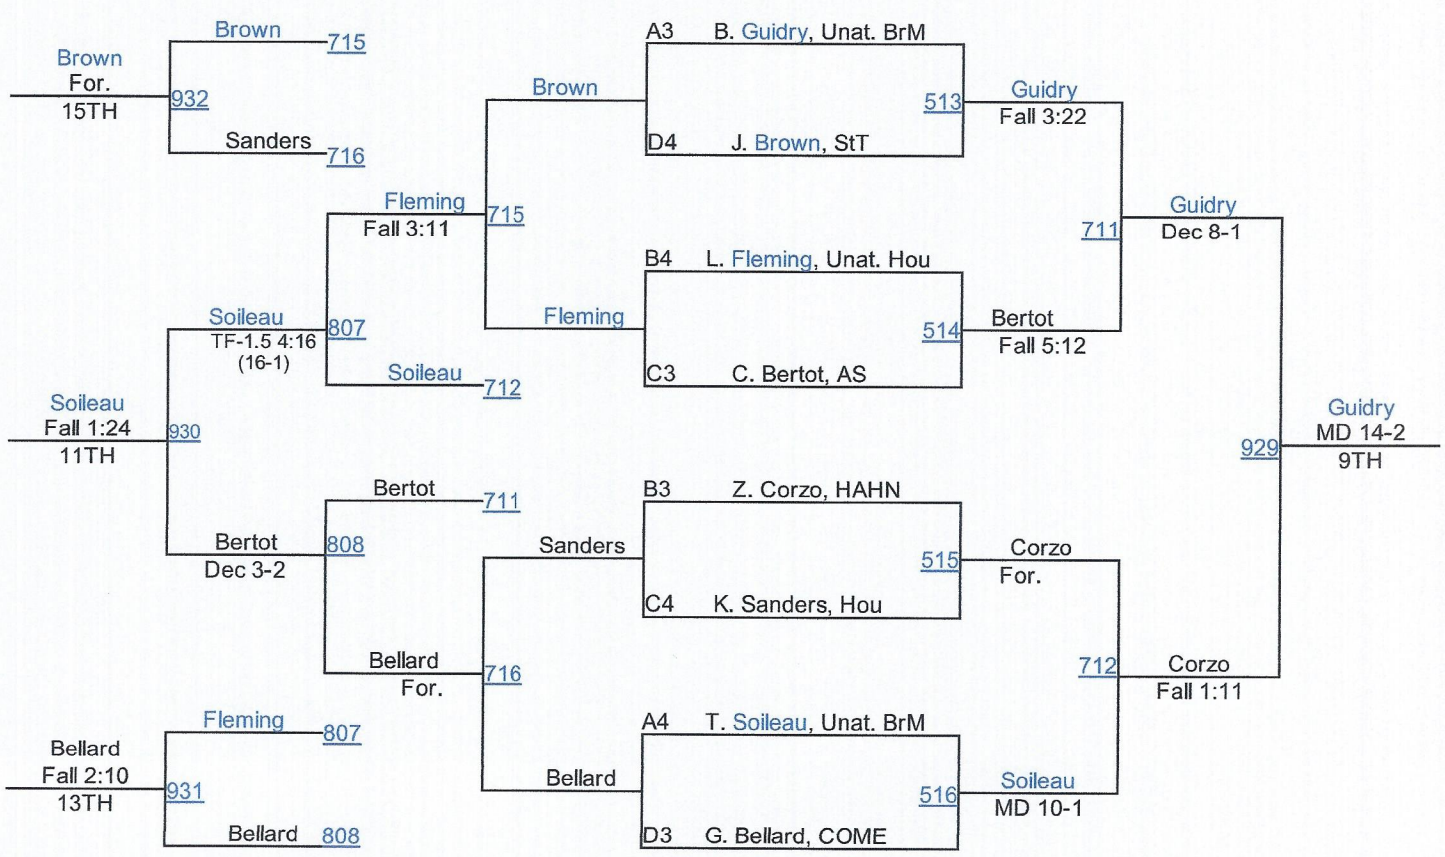 Brown
715
Brown
For.
15TH
932
Sanders
716
Fleming
Fall 3:11
715
Brown
Fleming
Soileau
TF-1.5 4:16
(16-1)
807
Soileau
712
Soileau
Fall 1:24
11TH
930
Bertot
711
Bertot
Dec 3-2
808
Bellard
For.
716
Sanders
Bellard
Fleming
807
Bellard
Fall 2:10
13TH
931
Bellard
808
A3 B. Guidry, Unat. BrM
D4 J. Brown, StT
513
Guidry
Fall 3:22
B4 L. Fleming, Unat. Hou
C3 C. Bertot, AS
514
Bertot
Fall 5:12
711
Guidry
Dec 8-1
B3 Z. Corzo, HAHN
C4 K. Sanders, Hou
515
Corzo
For.
A4 T. Soileau, Unat. BrM
D3 G. Bellard, COME
516
Soileau
MD 10-1
712
Corzo
Fall 1:11
929
Guidry
MD 14-2
9TH